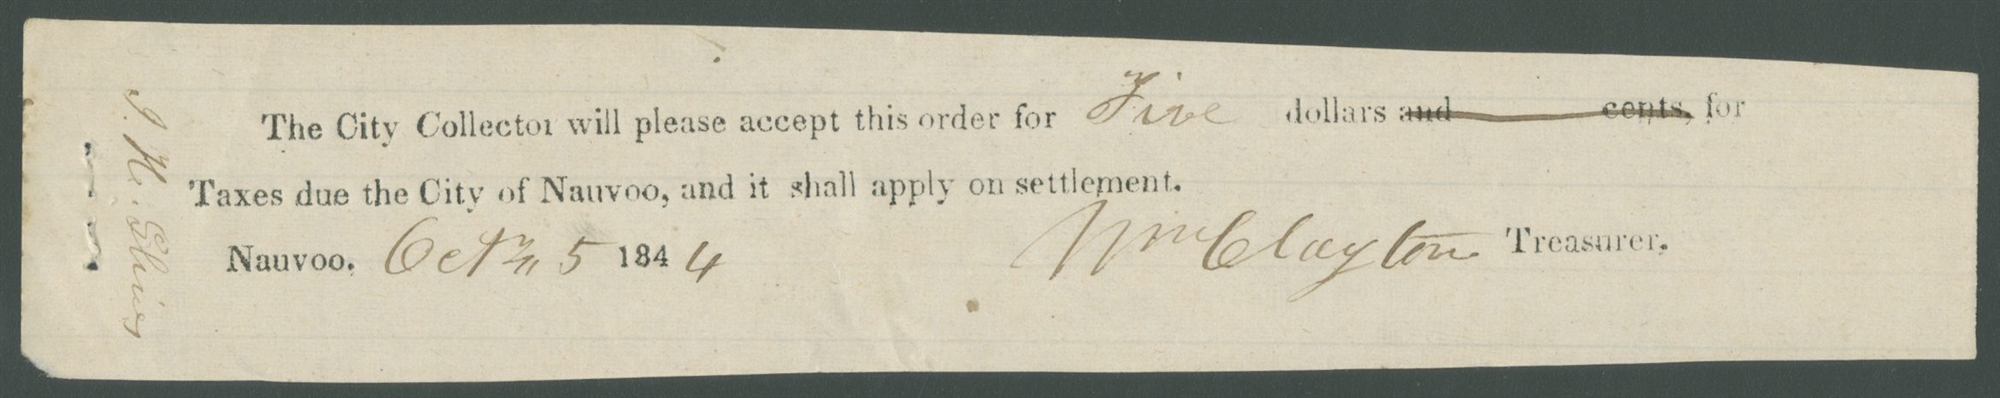 The City Collector will please accept this order for Five dollars and cents, for
Taxes due the City of Nauvoo, and it shall apply on settlement.
Nauvoo. Oct 5 1844 Wm Clayton Treasurer.